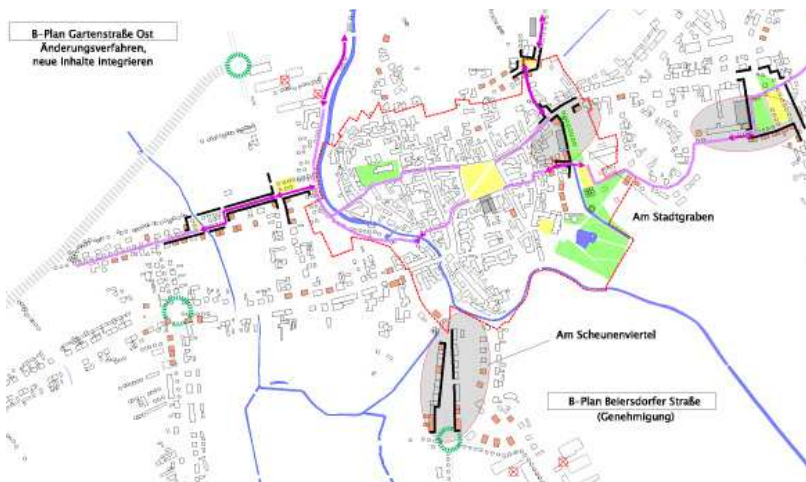 B-Plan Gartenstraße Ost
Änderungsverfahren,
neue Inhalte integrieren
Am Stadtgraben
Am Scheunenviertel
B-Plan Beiersdorfer Straße
(Genehmigung)